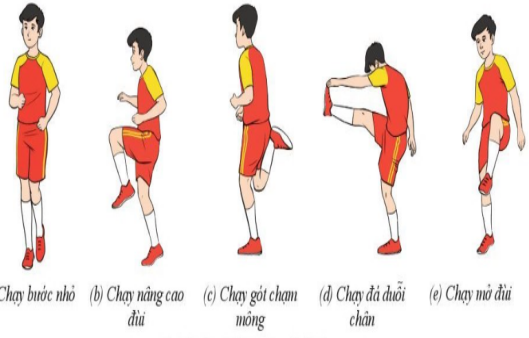 Chạy bước nhỏ
(b) Chạy nâng cao
đùi
(c) Chạy gót chạm
mông
(d) Chạy đá duỗi
chân
(e) Chạy mở đùi